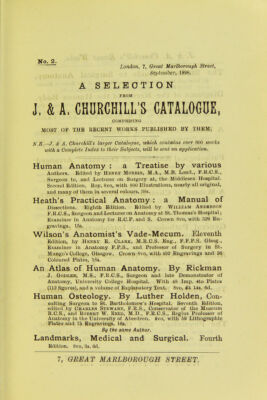 No. 2.
London, 7, Great Marlborough Street,
September, 1898.
A SELECTION
FROM
J. & A. CHURCHILL'S CATALOGUE,
COMPRISING
MOST OF THE RECENT WORKS PUBLISHED BY THEM.
N.B.—J. & A. Churchill's larger Catalogue, which contains over 600 works
with a Complete Index to their Subjects, will be sent on application.
Human Anatomy: a Treatise by various
Authors. Edited by HENRY MORRIS, M.A., M.B. Lond., F.R.C.S.,
Surgeon to, and Lecturer on Surgery at, the Middlesex Hospital.
Second Edition. Roy. 8vo, with 800 Illustrations, nearly all original,
and many of them in several colours,
Heath's Practical Anatomy: a Manual of
Dissections. Eighth Edition. Edited by WILLIAM ANDERSON
F.R.C.S., Surgeon and Lecturer on Anatomy at St. Thomas's Hospital;
Examiner in Anatomy for R.C.P. and S. Crown 8vo, with 329 En-
gravings, 15s.
Wilson's Anatomist's Vade-Mecum. Eleventh
Edition, by HENRY E. CLARK, M.R.C.S. Eng., F.F.P.S. Glasg.,
Examiner in Anatomy F.P.S., and Professor of Surgery in St.
Mungo's College, Glasgow. Crown 8vo, with 492 Engravings and 26
Coloured Plates, 18s.
An Atlas of Human Anatomy. By Rickman
J. GODLEE, M.S., F.R.C.S., Surgeon and late Demonstrator of
Anatomy, University College Hospital. With 48 Imp. 4to Plates
(112 figures), and a volume of Explanatory Text. 8vo, £4 14s. 6d.
Human Osteology. By Luther Holden, Con-
sulting Surgeon to St. Bartholomew's Hospital. Seventh Edition,
edited by CHARLES STEWART, F.R.S., Conservator of the Museum
R.C.S., and ROBERT W. REID, M.D., F.R.C.S., Regius Professor of
Anatomy in the University of Aberdeen. 8vo, with 59 Lithographic
Plates and 75 Engravings. 16s.
By the same Author.
Landmarks, Medical and Surgical. Fourth
Edition. 8vo, 3s. 6d.
7, GREAT MARLBOROUGH STREET.